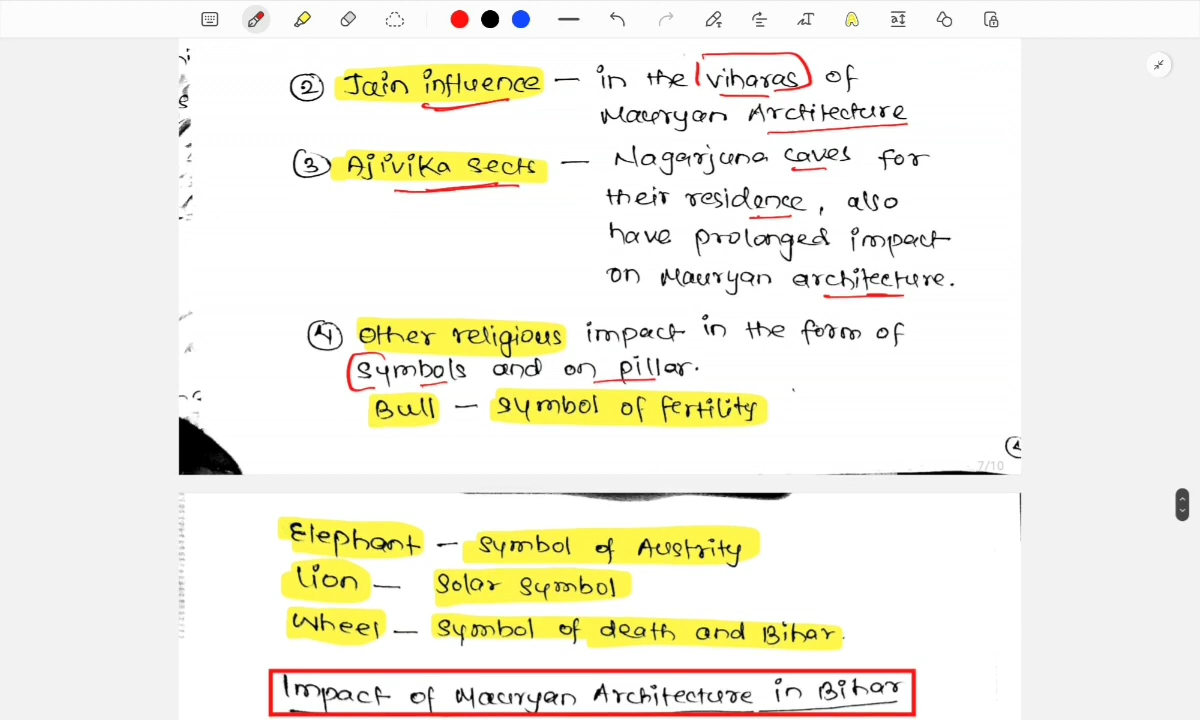 ② Jain influence — in the viharas of
Mauryan Architecture
③ Ajivika sects — Nagarjuna caves for
their residence, also
have prolonged impact
on Mauryan architecture.
④ Other religious impact in the form of
symbols and on pillar.
Bull — symbol of fertility
7/10
Elephant — symbol of Austrity
Lion — Solar Symbol
Wheel — symbol of death and Bihar.
Impact of Mauryan Architecture in Bihar